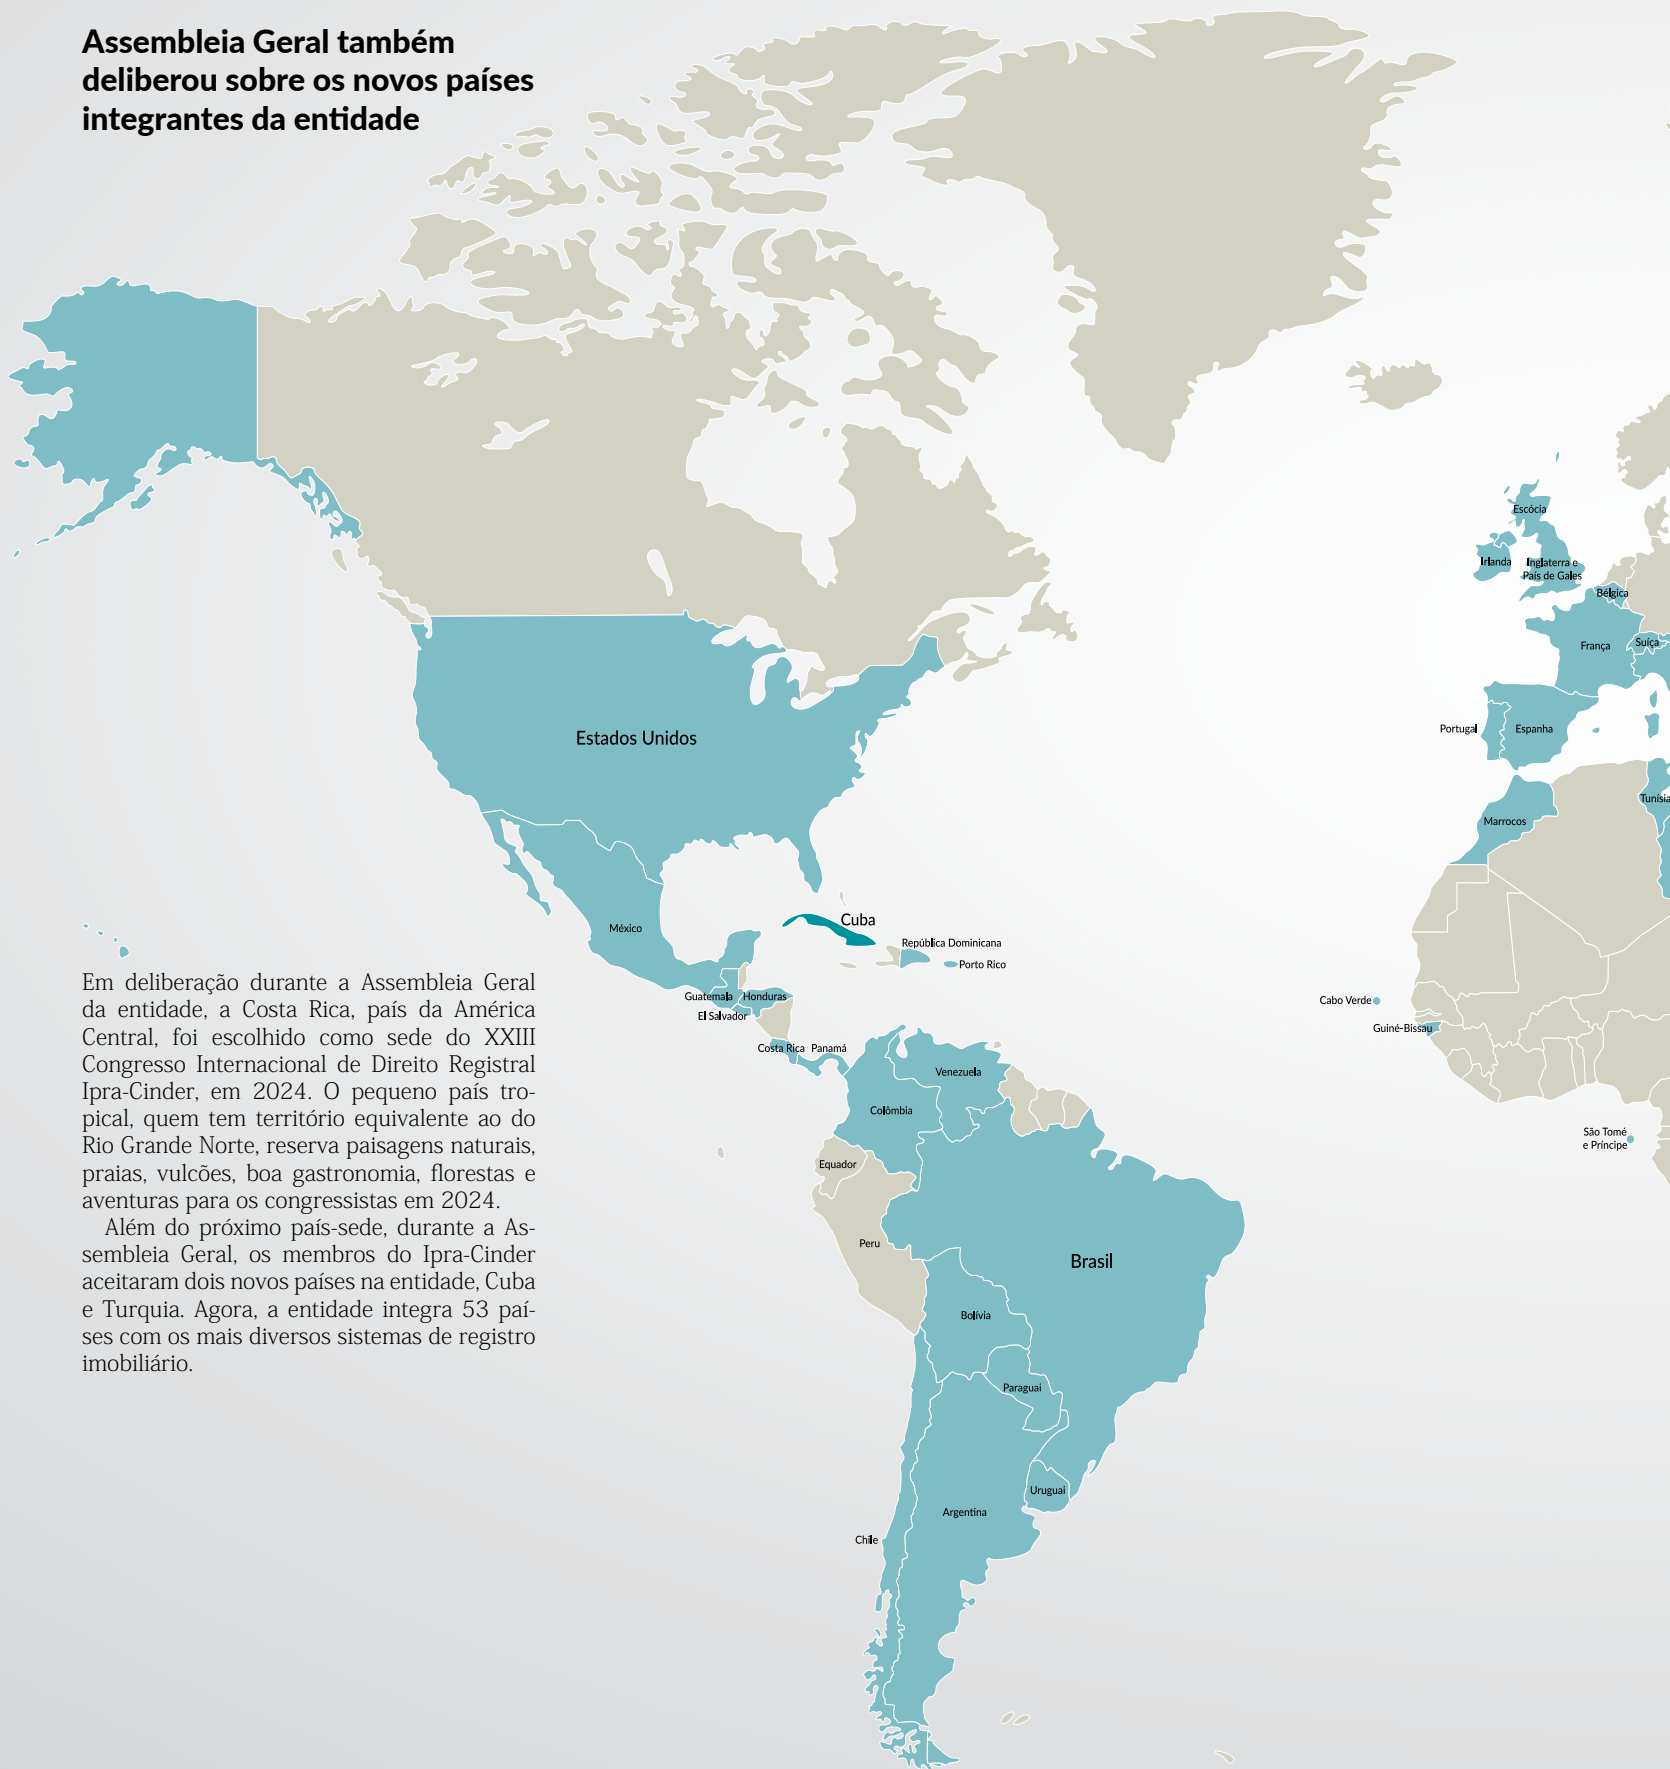 Assembleia Geral também
deliberou sobre os novos países
integrantes da entidade
Escócia
Irlanda
Inglaterra e
País de Gales
Bélgica
França
Suíça
Estados Unidos
Portugal
Espanha
Tunísia
Marrocos
México
Cuba
República Dominicana
Porto Rico
Guatemala
Honduras
El Salvador
Cabo Verde
Guiné-Bissau
Costa Rica
Panamá
Venezuela
Colômbia
São Tomé
e Príncipe
Equador
Peru
Brasil
Bolívia
Paraguai
Uruguai
Argentina
Chile
Em deliberação durante a Assembleia Geral
da entidade, a Costa Rica, país da América
Central, foi escolhido como sede do XXIII
Congresso Internacional de Direito Registral
Ipra-Cinder, em 2024. O pequeno país tro-
pical, quem tem território equivalente ao do
Rio Grande Norte, reserva paisagens naturais,
praias, vulcões, boa gastronomia, florestas e
aventuras para os congressistas em 2024.
Além do próximo país-sede, durante a As-
sembleia Geral, os membros do Ipra-Cinder
aceitaram dois novos países na entidade, Cuba
e Turquia. Agora, a entidade integra 53 paí-
ses com os mais diversos sistemas de registro
imobiliário.